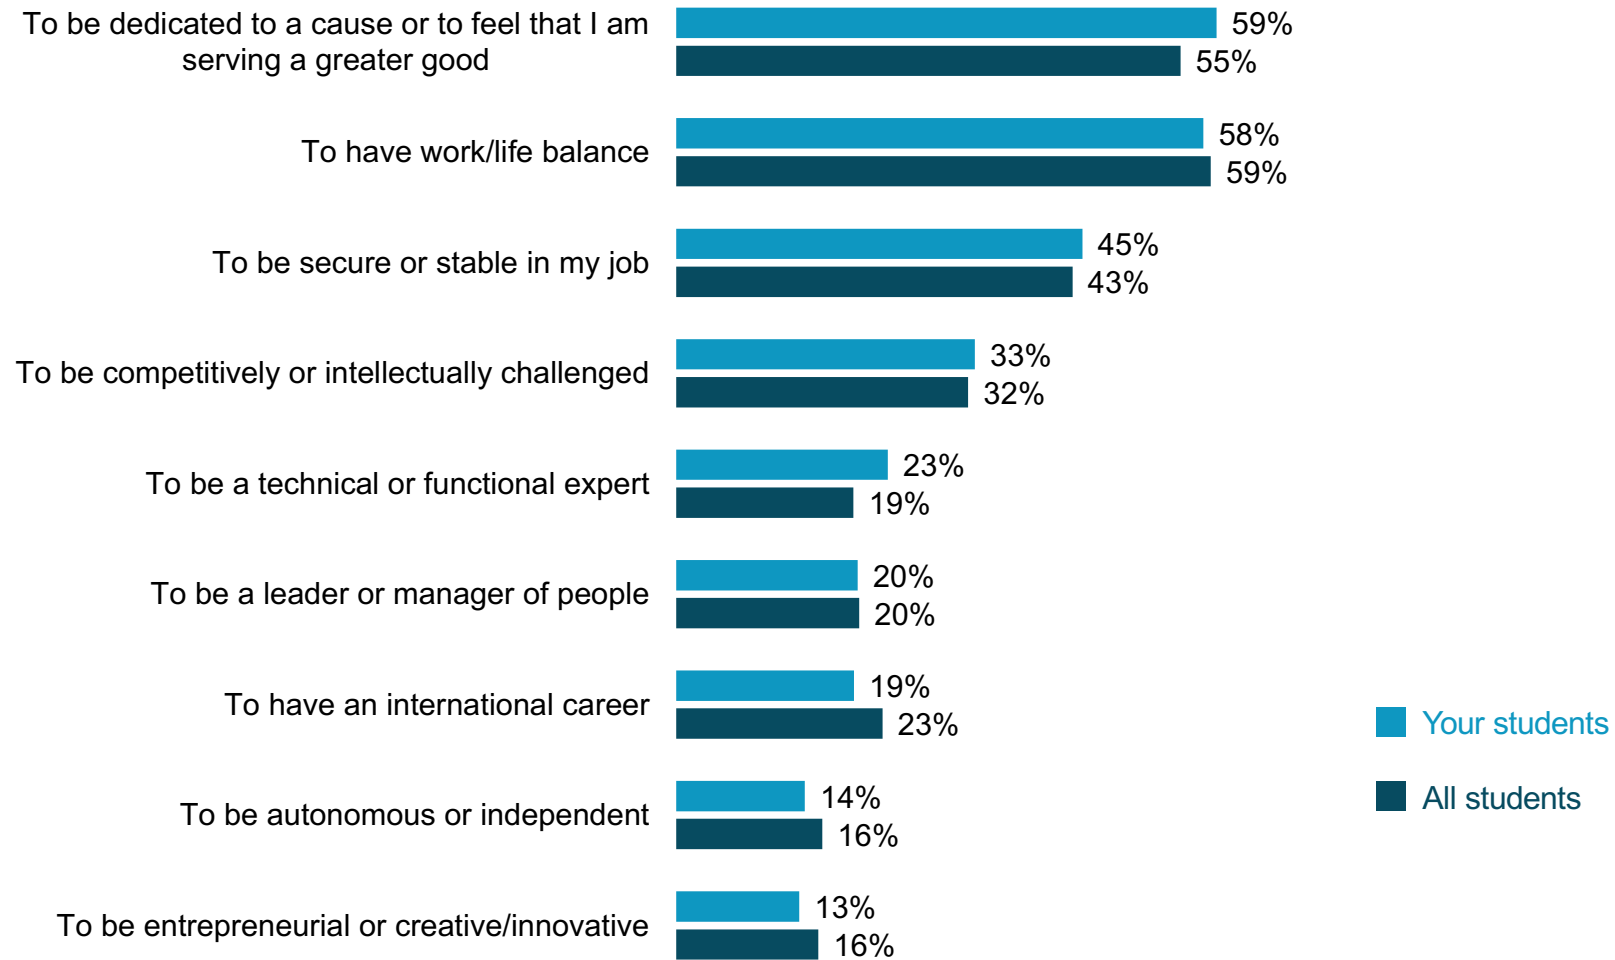 To be dedicated to a cause or to feel that I am
serving a greater good
59%
55%
To have work/life balance
58%
59%
To be secure or stable in my job
45%
43%
To be competitively or intellectually challenged
33%
32%
To be a technical or functional expert
23%
19%
To be a leader or manager of people
20%
20%
To have an international career
19%
23%
To be autonomous or independent
14%
16%
To be entrepreneurial or creative/innovative
13%
16%
Your students
All students